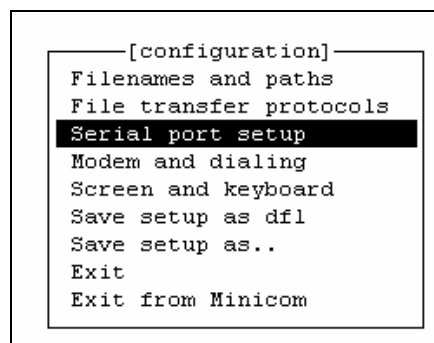 [configuration]
Filenames and paths
File transfer protocols
Serial port setup
Modem and dialing
Screen and keyboard
Save setup as dfl
Save setup as..
Exit
Exit from Minicom